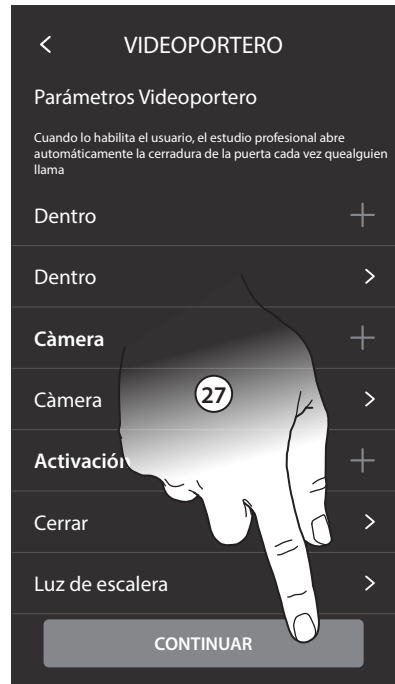 VIDEOPORTERO
Parámetros Videoportero
Cuando lo habilita el usuario, el estudio profesional abre
automáticamente la cerradura de la puerta cada vez quealguien
llama
Dentro
Dentro
Càmera
Càmera
27
Activación
Cerrar
Luz de escalera
CONTINUAR